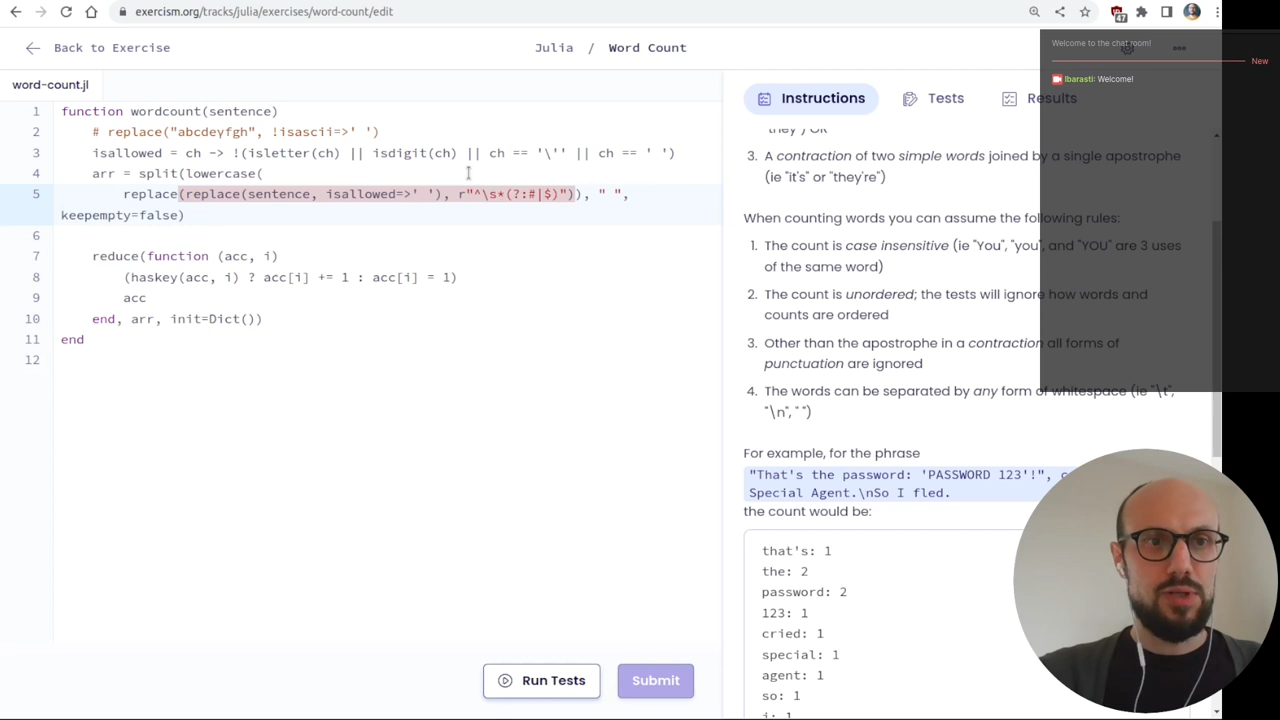 exercism.org/tracks/julia/exercises/word-count/edit
47
Back to Exercise
Julia / Word Count
word-count.jl
1 function wordcount(sentence)
2 # replace("abcdeyfgh", !isascii=>' ')
3 isallowed = ch -> !(isletter(ch) || isdigit(ch) || ch == '\'' || ch == ' ')
4 arr = split(lowercase(
5 replace(replace(sentence, isallowed=>' '), r"^\s*(?:#|$)")), " ",
keepempty=false)
6
7 reduce(function (acc, i)
8 (haskey(acc, i) ? acc[i] += 1 : acc[i] = 1)
9 acc
10 end, arr, init=Dict())
11 end
12
Run Tests
Submit
Instructions
Tests
Results
they") OR
3. A contraction of two simple words joined by a single apostrophe
(ie "it's" or "they're")
When counting words you can assume the following rules:
1. The count is case insensitive (ie "You", "you", and "YOU" are 3 uses
of the same word)
2. The count is unordered; the tests will ignore how words and
counts are ordered
3. Other than the apostrophe in a contraction all forms of
punctuation are ignored
4. The words can be separated by any form of whitespace (ie "\t",
"\n", " ")
For example, for the phrase
"That's the password: 'PASSWORD 123'!", c
Special Agent.\nSo I fled.
the count would be:
that's: 1
the: 2
password: 2
123: 1
cried: 1
special: 1
agent: 1
so: 1
i: 1
Welcome to the chat room!
New
lbarasti: Welcome!